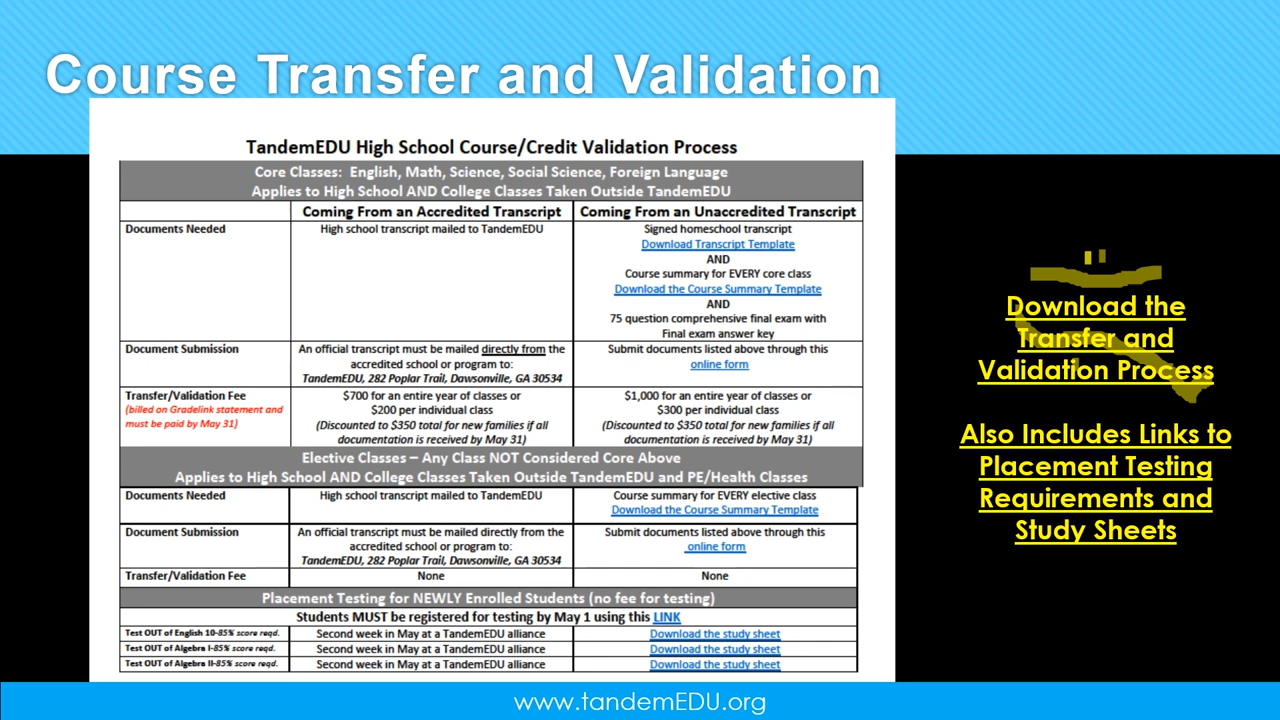 Course Transfer and Validation
TandemEDU High School Course/Credit Validation Process
Core Classes: English, Math, Science, Social Science, Foreign Language
Applies to High School AND College Classes Taken Outside TandemEDU
Coming From an Accredited Transcript
Coming From an Unaccredited Transcript
Documents Needed
High school transcript mailed to TandemEDU
Signed homeschool transcript
Download Transcript Template
AND
Course summary for EVERY core class
Download the Course Summary Template
AND
75 question comprehensive final exam with
Final exam answer key
Document Submission
An official transcript must be mailed directly from the
accredited school or program to:
TandemEDU, 282 Poplar Trail, Dawsonville, GA 30534
Submit documents listed above through this
online form
Transfer/Validation Fee
(billed on Gradelink statement and
must be paid by May 31)
$700 for an entire year of classes or
$200 per individual class
(Discounted to $350 total for new families if all
documentation is received by May 31)
$1,000 for an entire year of classes or
$300 per individual class
(Discounted to $350 total for new families if all
documentation is received by May 31)
Elective Classes – Any Class NOT Considered Core Above
Applies to High School AND College Classes Taken Outside TandemEDU and PE/Health Classes
Documents Needed
High school transcript mailed to TandemEDU
Course summary for EVERY elective class
Download the Course Summary Template
Document Submission
An official transcript must be mailed directly from the
accredited school or program to:
TandemEDU, 282 Poplar Trail, Dawsonville, GA 30534
Submit documents listed above through this
online form
Transfer/Validation Fee
None
None
Placement Testing for NEWLY Enrolled Students (no fee for testing)
Students MUST be registered for testing by May 1 using this LINK
Test OUT of English 10-85% score reqd.
Second week in May at a TandemEDU alliance
Download the study sheet
Test OUT of Algebra I-85% score reqd.
Second week in May at a TandemEDU alliance
Download the study sheet
Test OUT of Algebra II-85% score reqd.
Second week in May at a TandemEDU alliance
Download the study sheet
Download the
Transfer and
Validation Process
Also Includes Links to
Placement Testing
Requirements and
Study Sheets
www.tandemEDU.org